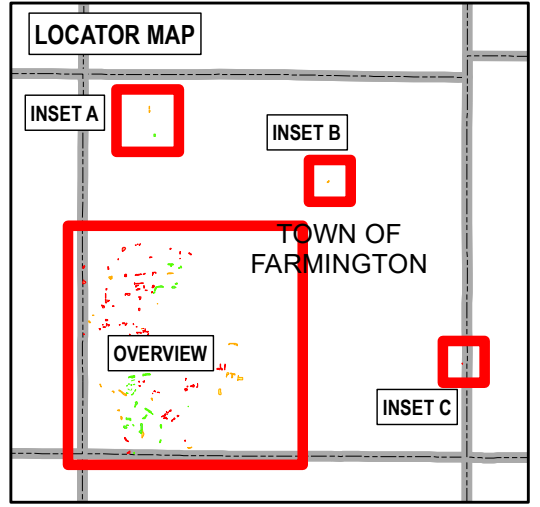 LOCATOR MAP
INSET A
INSET B
TOWN OF
FARMINGTON
OVERVIEW
INSET C